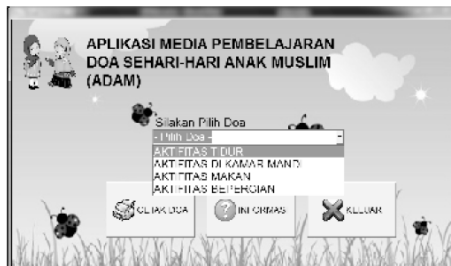 APLIKASI MEDIA PEMBELAJARAN
DOA SEHARI-HARI ANAK MUSLIM
(ADAM)
Silakan Pilih Doa
- Pilih Doa -
AKTIFITAS TIDUR
AKTIFITAS DI KAMAR MANDI
AKTIFITAS MAKAN
AKTIFITAS BEPERGIAN
CETAK DOA
INFORMASI
KELUAR